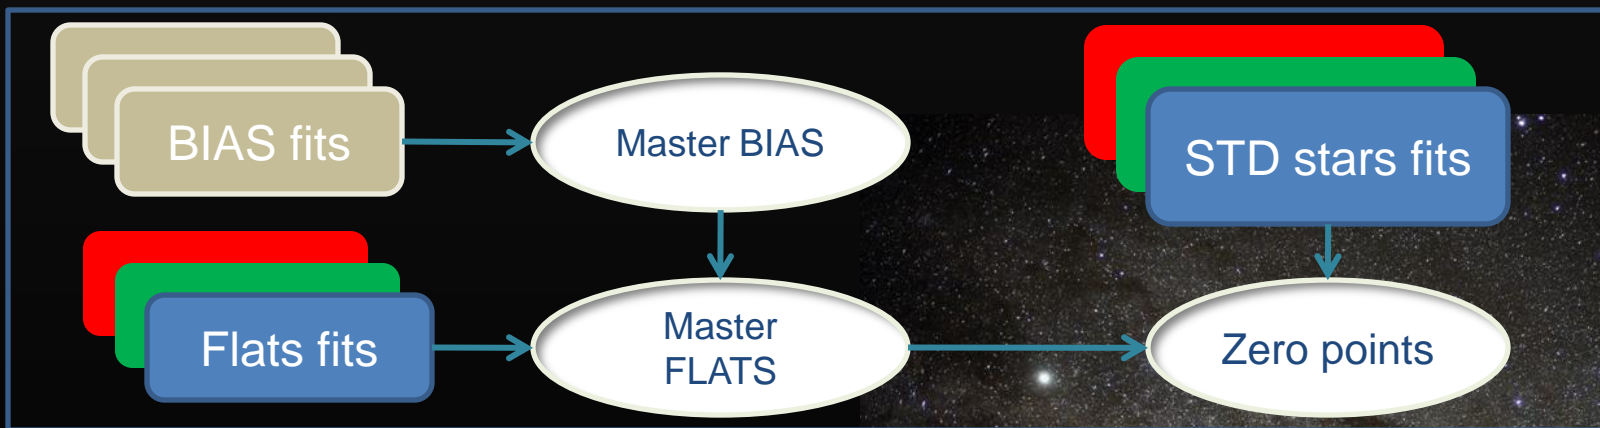 BIAS fits
Master BIAS
STD stars fits
Flats fits
Master
FLATS
Zero points